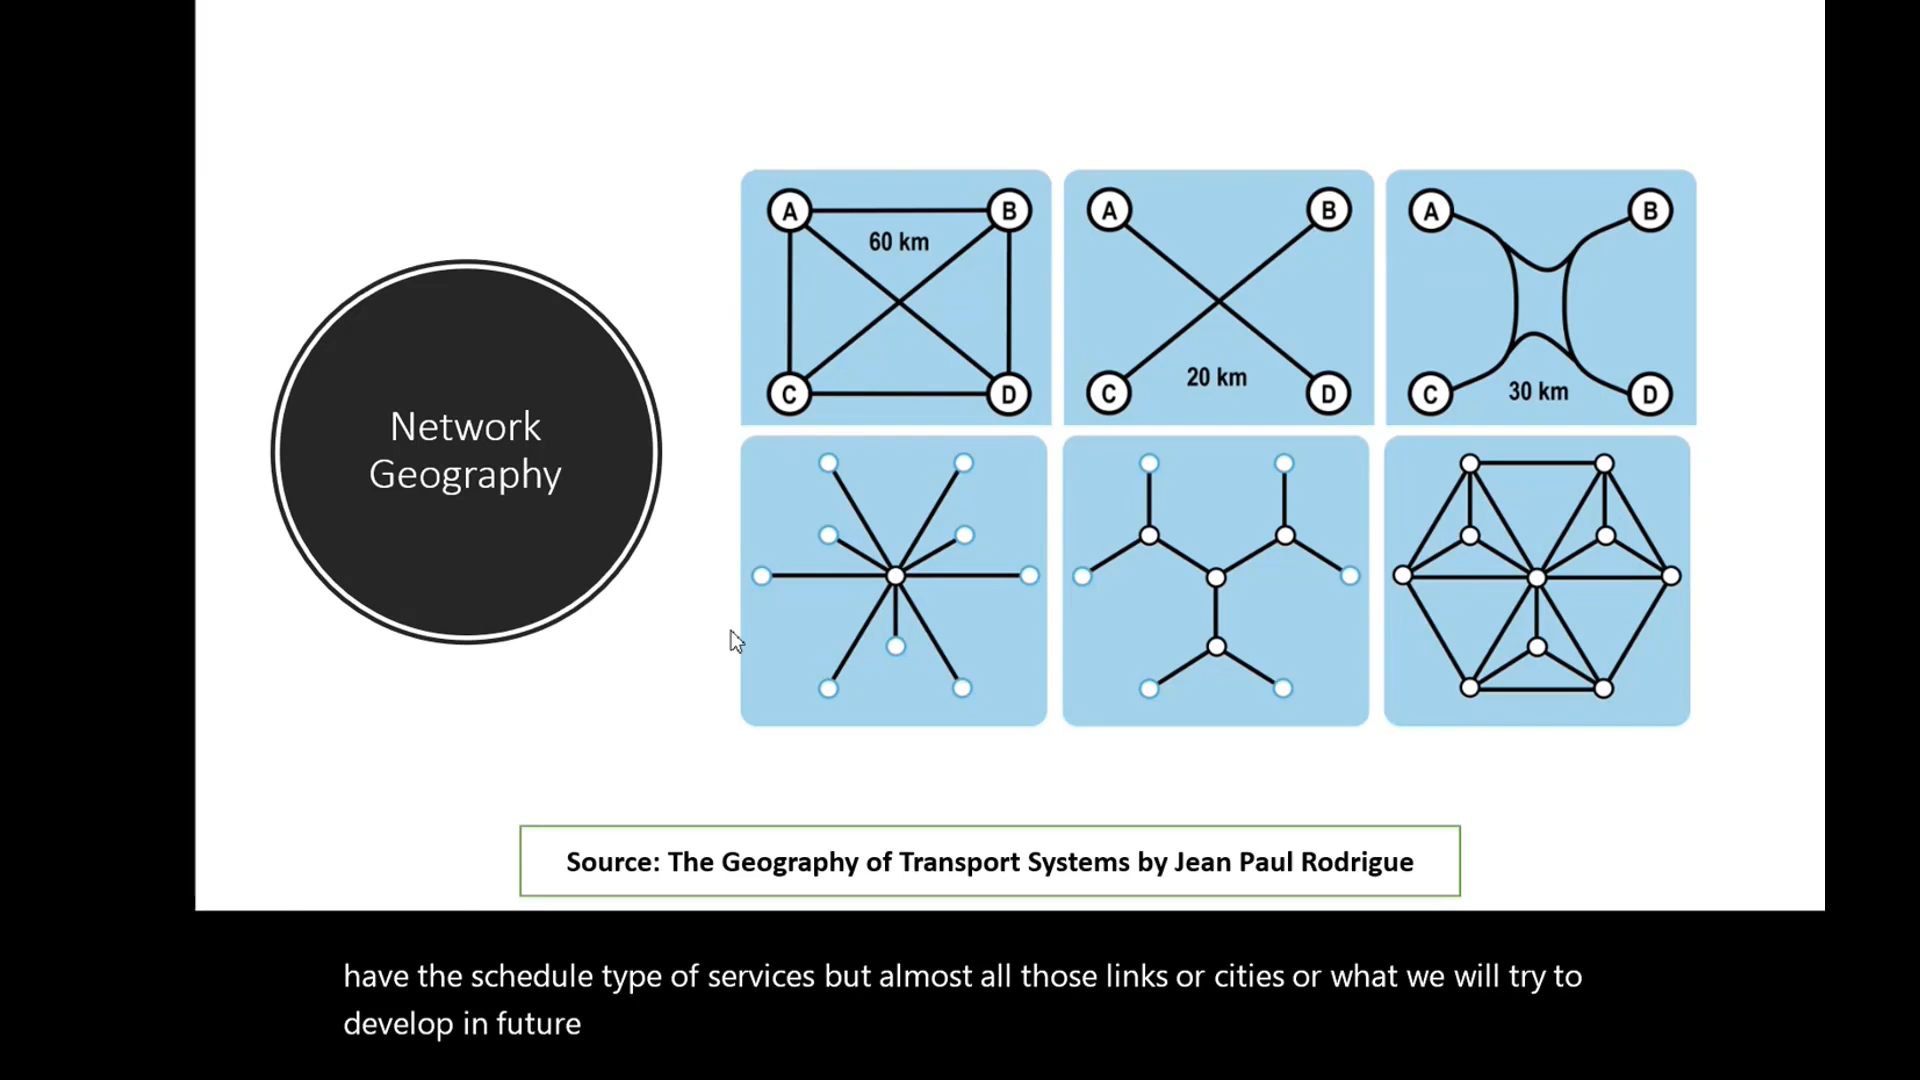 Network
Geography
A B
60 km
C D
A B
C D
20 km
A B
C D
30 km
Source: The Geography of Transport Systems by Jean Paul Rodrigue
have the schedule type of services but almost all those links or cities or what we will try to
develop in future